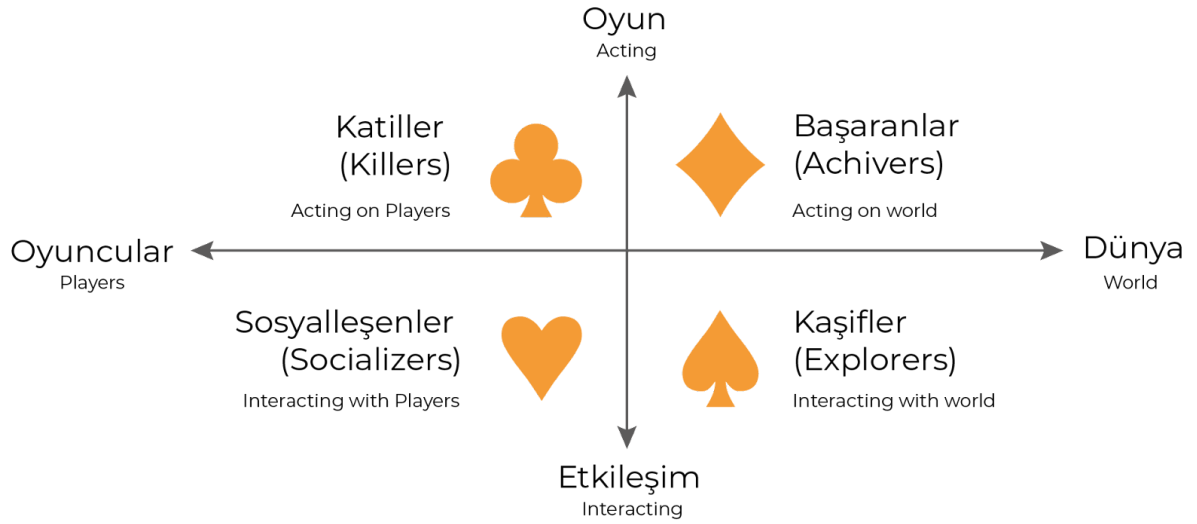 Oyun
Acting
Katiller
(Killers)
Acting on Players
Başaranlar
(Achivers)
Acting on world
Oyuncular
Players
Dünya
World
Sosyalleşenler
(Socializers)
Interacting with Players
Kaşifler
(Explorers)
Interacting with world
Etkileşim
Interacting